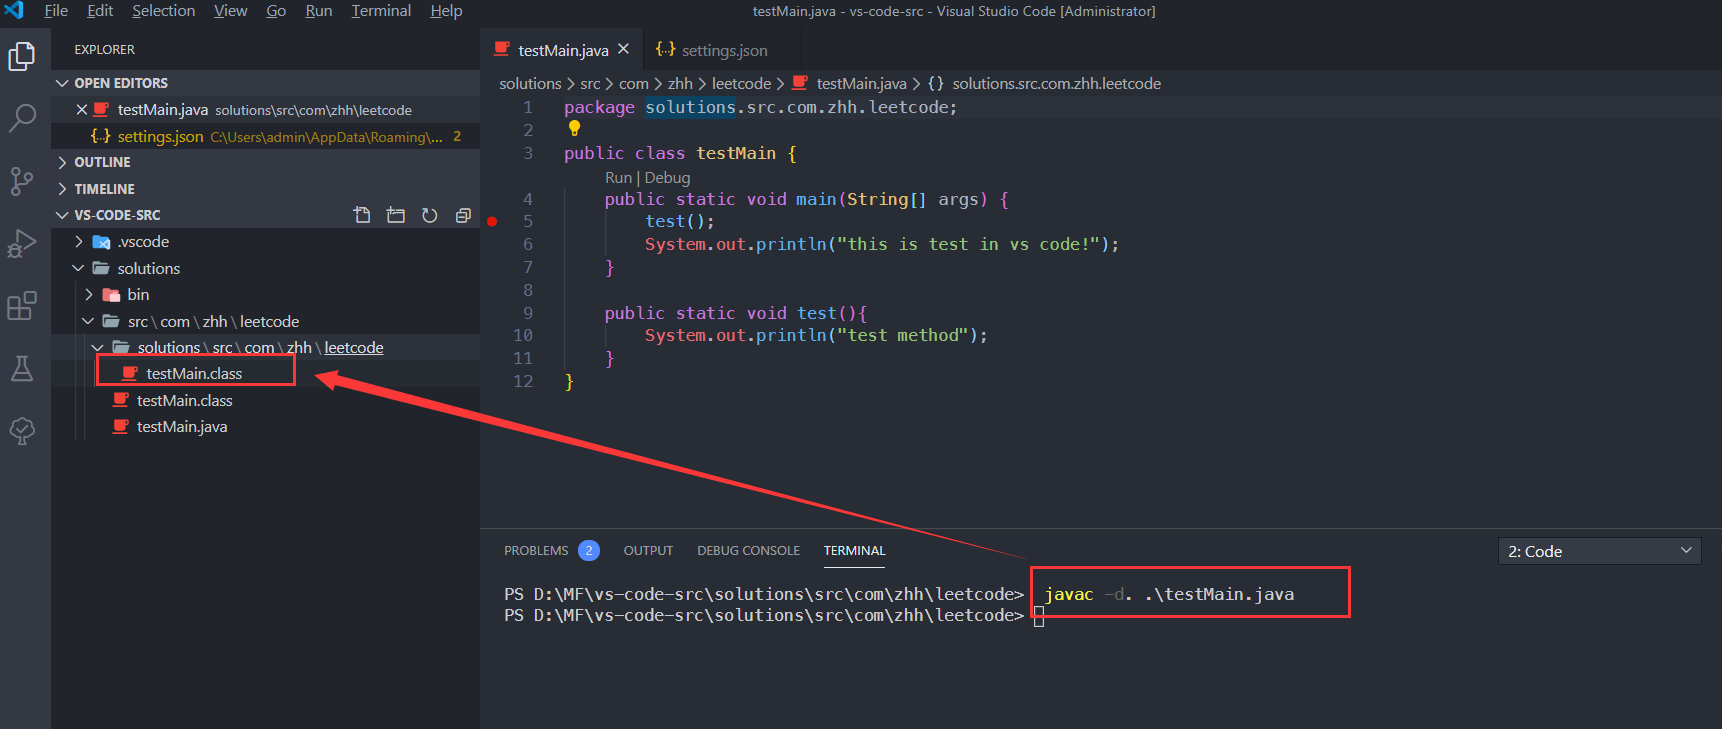 File Edit Selection View Go Run Terminal Help testMain.java - vs-code-src - Visual Studio Code [Administrator]
EXPLORER
OPEN EDITORS
testMain.java solutions\src\com\zhh\leetcode
settings.json C:\Users\admin\AppData\Roaming\... 2
OUTLINE
TIMELINE
VS-CODE-SRC
.vscode
solutions
bin
src\com\zhh\leetcode
solutions\src\com\zhh\leetcode
testMain.class
testMain.class
testMain.java
testMain.java settings.json
solutions > src > com > zhh > leetcode > testMain.java > {} solutions.src.com.zhh.leetcode
1 package solutions.src.com.zhh.leetcode;
2
3 public class testMain {
Run | Debug
4 public static void main(String[] args) {
5 test();
6 System.out.println("this is test in vs code!");
7 }
8
9 public static void test(){
10 System.out.println("test method");
11 }
12 }
PROBLEMS 2 OUTPUT DEBUG CONSOLE TERMINAL 2: Code
PS D:\MF\vs-code-src\solutions\src\com\zhh\leetcode> javac -d. .\testMain.java
PS D:\MF\vs-code-src\solutions\src\com\zhh\leetcode>